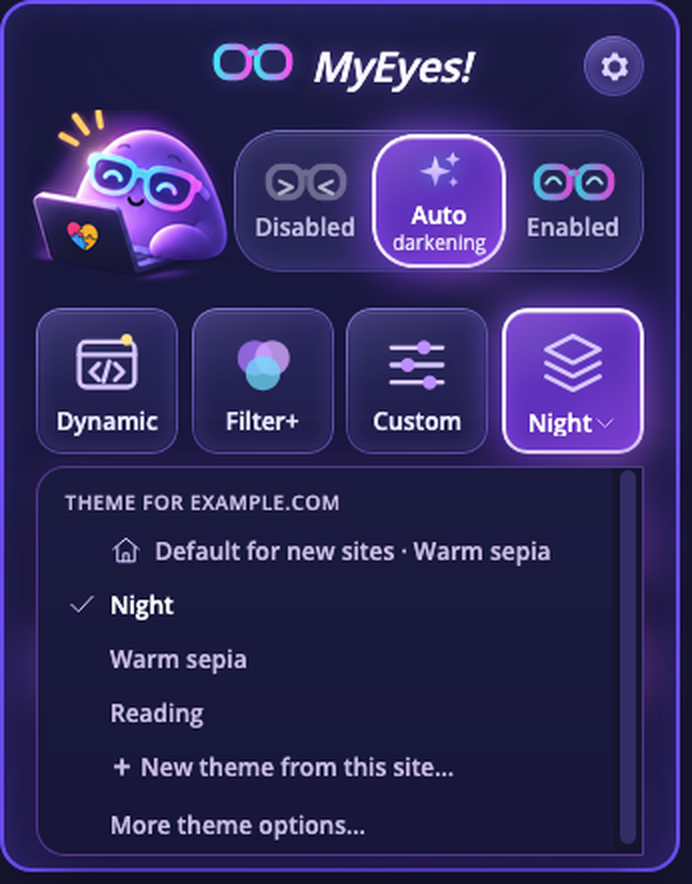 MyEyes!
Disabled
Auto
darkening
Enabled
Dynamic
Filter+
Custom
Night
THEME FOR EXAMPLE.COM
Default for new sites · Warm sepia
Night
Warm sepia
Reading
+ New theme from this site...
More theme options...